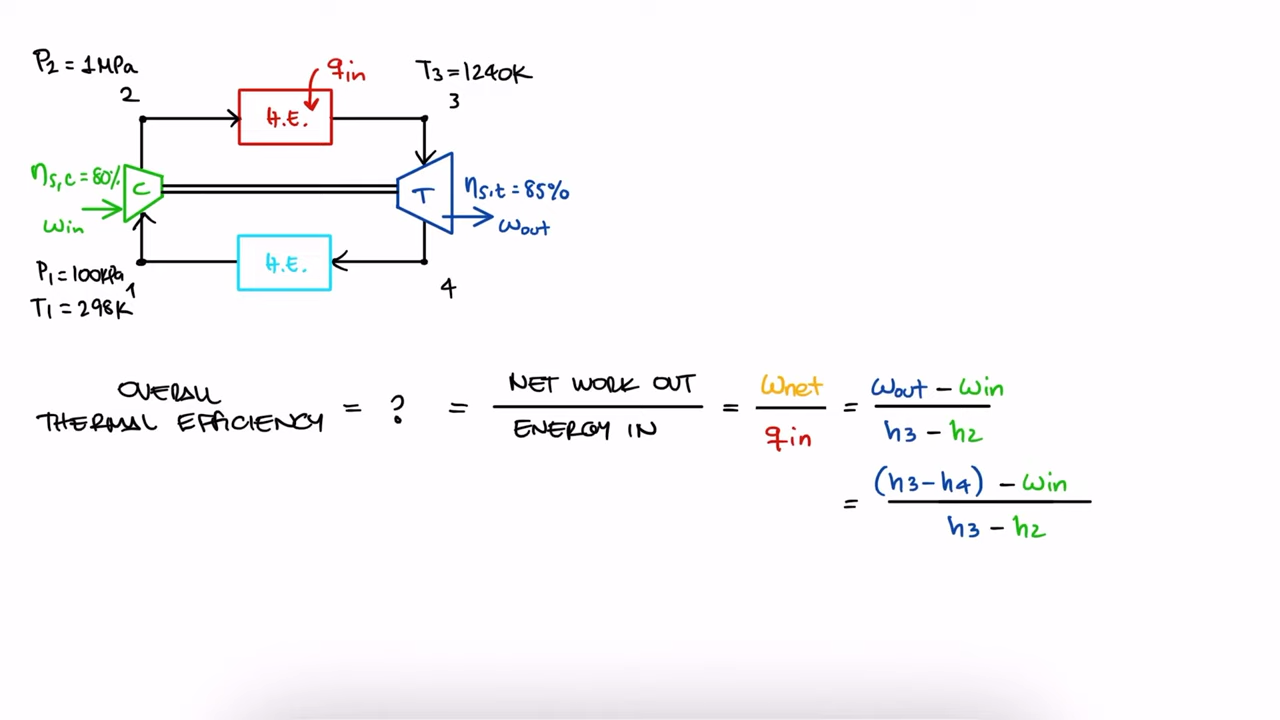 P2 = 1MPa
2
qin
T3 = 1240K
3
H.E.
ηs,c = 80%
C
win
T
ηs,t = 85%
wout
P1 = 100kPa
1
T1 = 298K
H.E.
4
OVERALL
THERMAL EFFICIENCY = ? = NET WORK OUT / ENERGY IN = wnet / qin = wout - win / h3 - h2
= (h3 - h4) - win / h3 - h2